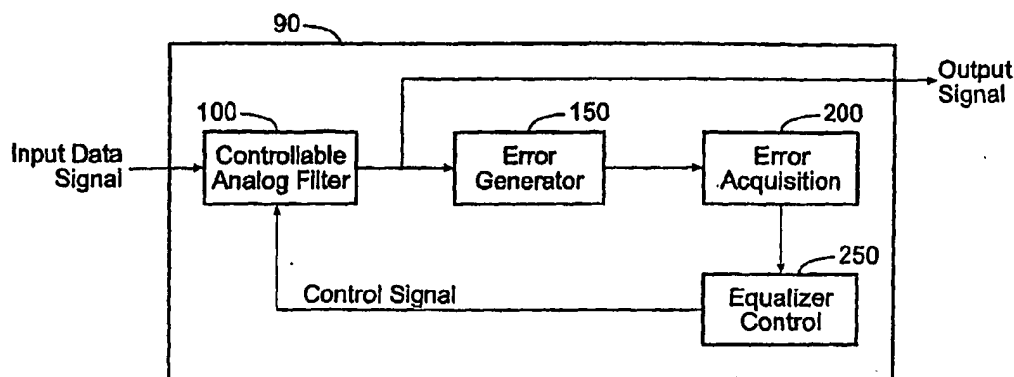 90
Output
Signal
100
150
200
Input Data
Signal
Controllable
Analog Filter
Error
Generator
Error
Acquisition
250
Control Signal
Equalizer
Control